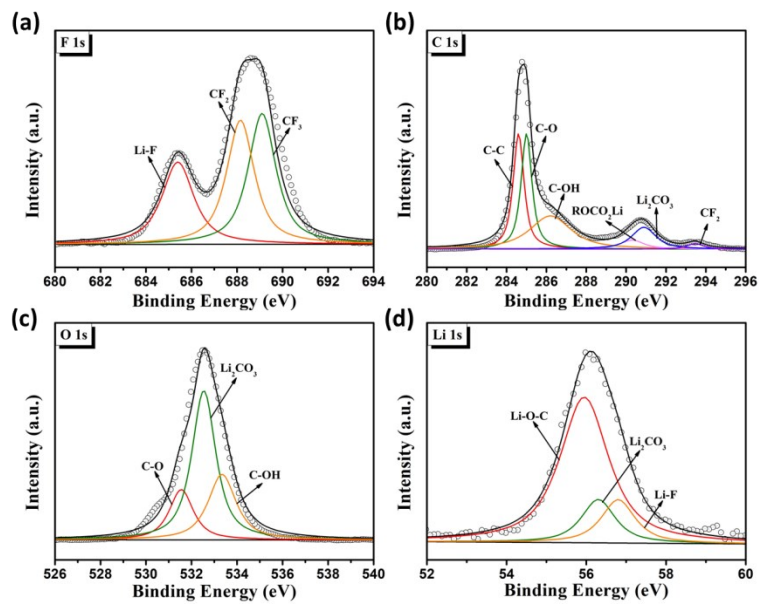 (a)
F 1s
Li-F
CF₂
CF₃
Intensity (a.u.)
680 682 684 686 688 690 692 694
Binding Energy (eV)
(b)
C 1s
C-C
C-O
C-OH
ROCO₂Li
Li₂CO₃
CF₂
Intensity (a.u.)
280 282 284 286 288 290 292 294 296
Binding Energy (eV)
(c)
O 1s
C-O
Li₂CO₃
C-OH
Intensity (a.u.)
526 528 530 532 534 536 538 540
Binding Energy (eV)
(d)
Li 1s
Li-O-C
Li₂CO₃
Li-F
Intensity (a.u.)
52 54 56 58 60
Binding Energy (eV)